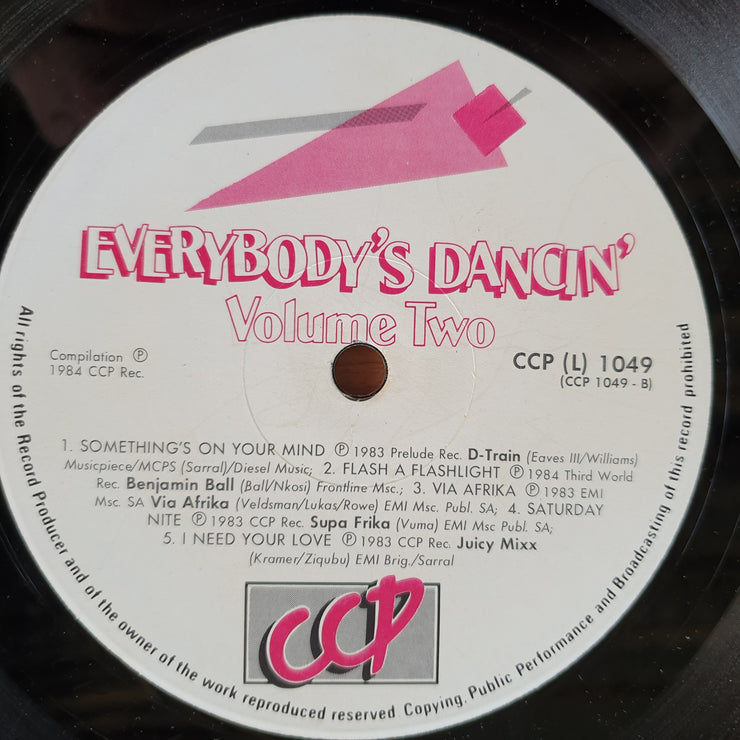 EVERYBODY'S DANCIN'
Volume Two
Compilation ℗
1984 CCP Rec.
CCP (L) 1049
(CCP 1049 - B)
1. SOMETHING'S ON YOUR MIND ℗ 1983 Prelude Rec. D-Train (Eaves III/Williams)
Musicpiece/MCPS (Sarral)/Diesel Music; 2. FLASH A FLASHLIGHT ℗ 1984 Third World
Rec. Benjamin Ball (Ball/Nkosi) Frontline Msc.; 3. VIA AFRIKA ℗ 1983 EMI
Msc. SA Via Afrika (Veldsman/Lukas/Rowe) EMI Msc. Publ. SA; 4. SATURDAY
NITE ℗ 1983 CCP Rec. Supa Frika (Vuma) EMI Msc Publ. SA;
5. I NEED YOUR LOVE ℗ 1983 CCP Rec. Juicy Mixx
(Kramer/Ziqubu) EMI Brig./Sarral
CCP
All rights of the Record Producer and of the owner of the work reproduced reserved. Copying, Public Performance and Broadcasting of this record prohibited